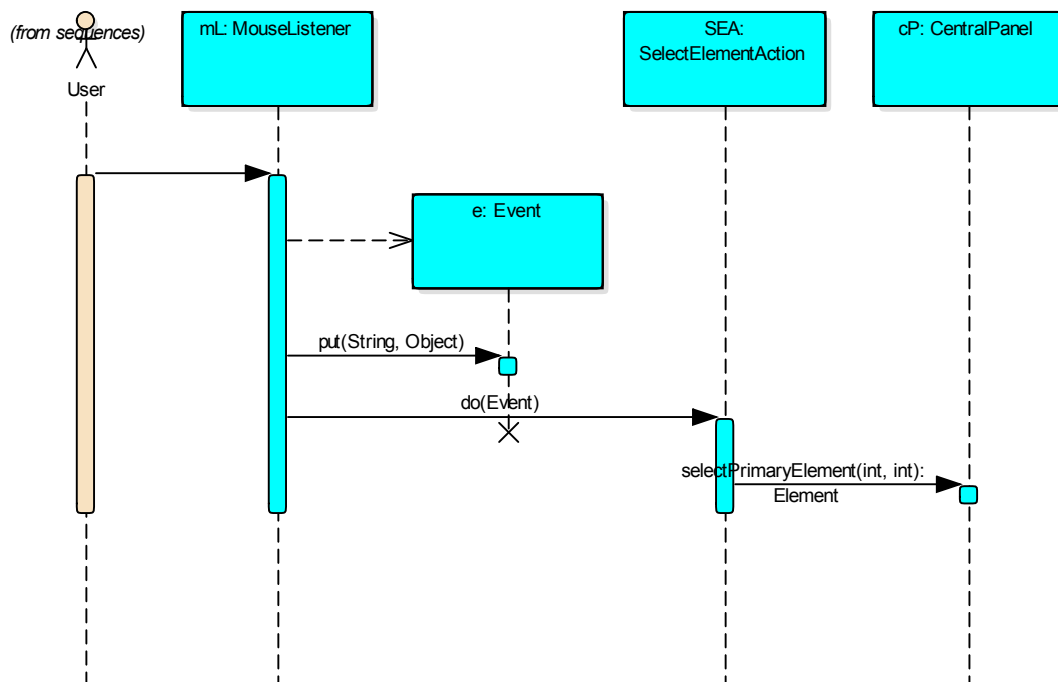 (from sequences)
User
mL: MouseListener
SEA:
SelectElementAction
cP: CentralPanel
e: Event
put(String, Object)
do(Event)
selectPrimaryElement(int, int):
Element